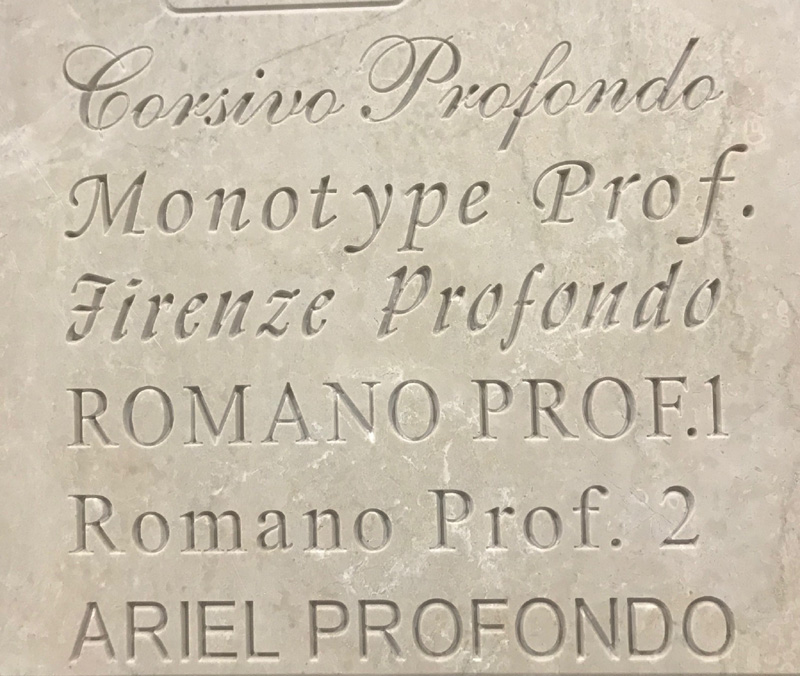 Corsivo Profondo
Monotype Prof.
Firenze Profondo
ROMANO PROF.1
Romano Prof. 2
ARIEL PROFONDO